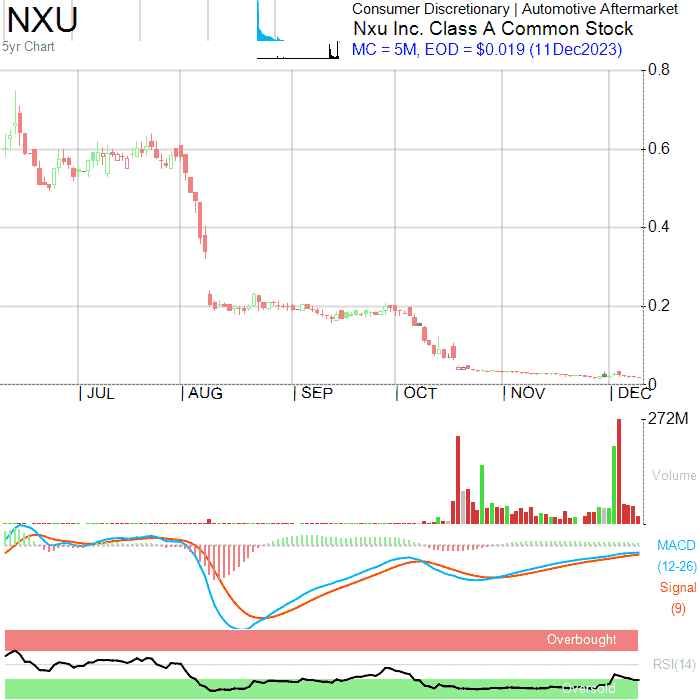 NXU
5yr Chart
Consumer Discretionary | Automotive Aftermarket
Nxu Inc. Class A Common Stock
MC = 5M, EOD = $0.019 (11Dec2023)
0.8
0.6
0.4
0.2
0
JUL
AUG
SEP
OCT
NOV
DEC
272M
Volume
MACD
(12-26)
Signal
(9)
Overbought
RSI(14)
Oversold